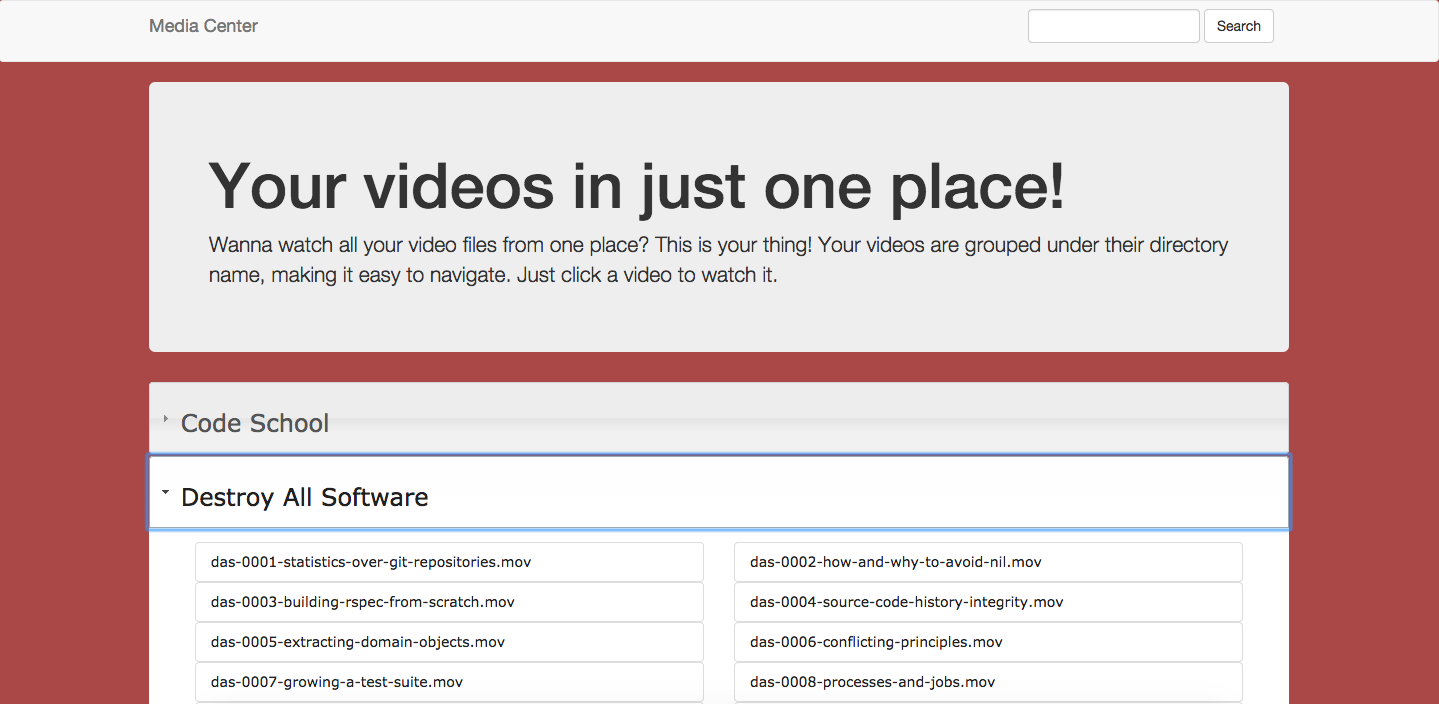 Media Center
Search
Your videos in just one place!
Wanna watch all your video files from one place? This is your thing! Your videos are grouped under their directory
name, making it easy to navigate. Just click a video to watch it.
Code School
Destroy All Software
das-0001-statistics-over-git-repositories.mov
das-0002-how-and-why-to-avoid-nil.mov
das-0003-building-rspec-from-scratch.mov
das-0004-source-code-history-integrity.mov
das-0005-extracting-domain-objects.mov
das-0006-conflicting-principles.mov
das-0007-growing-a-test-suite.mov
das-0008-processes-and-jobs.mov